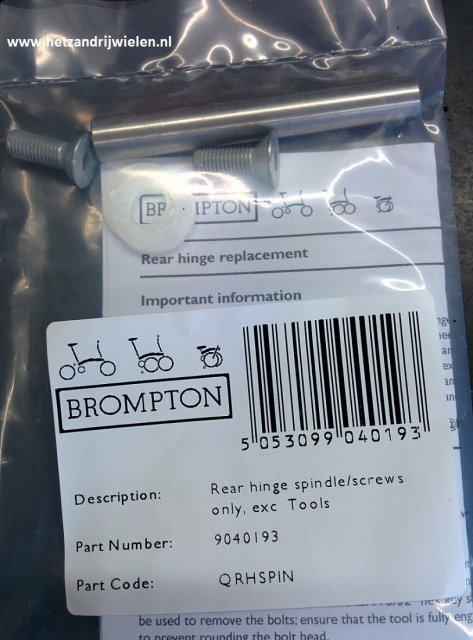 www.hetzandrijwielen.nl
BROMPTON
Rear hinge replacement
Important information
BROMPTON
5 053099 040193
Description: Rear hinge spindle/screws
only, exc Tools
Part Number: 9040193
Part Code: QRHSPIN
hex key
be used to remove the bolts; ensure that the tool is fully
to prevent rounding the bolt head.